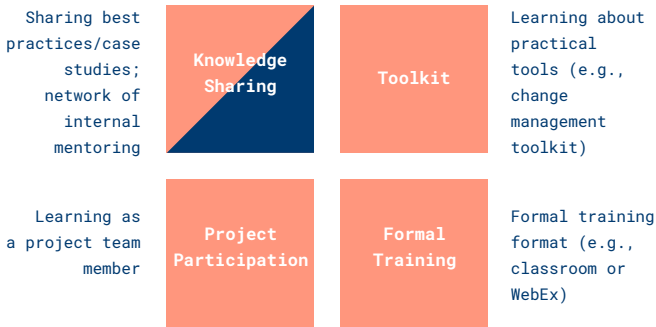 Sharing best
practices/case
studies;
network of
internal
mentoring
Knowledge
Sharing
Toolkit
Learning about
practical
tools (e.g.,
change
management
toolkit)
Learning as
a project team
member
Project
Participation
Formal
Training
Formal training
format (e.g.,
classroom or
WebEx)